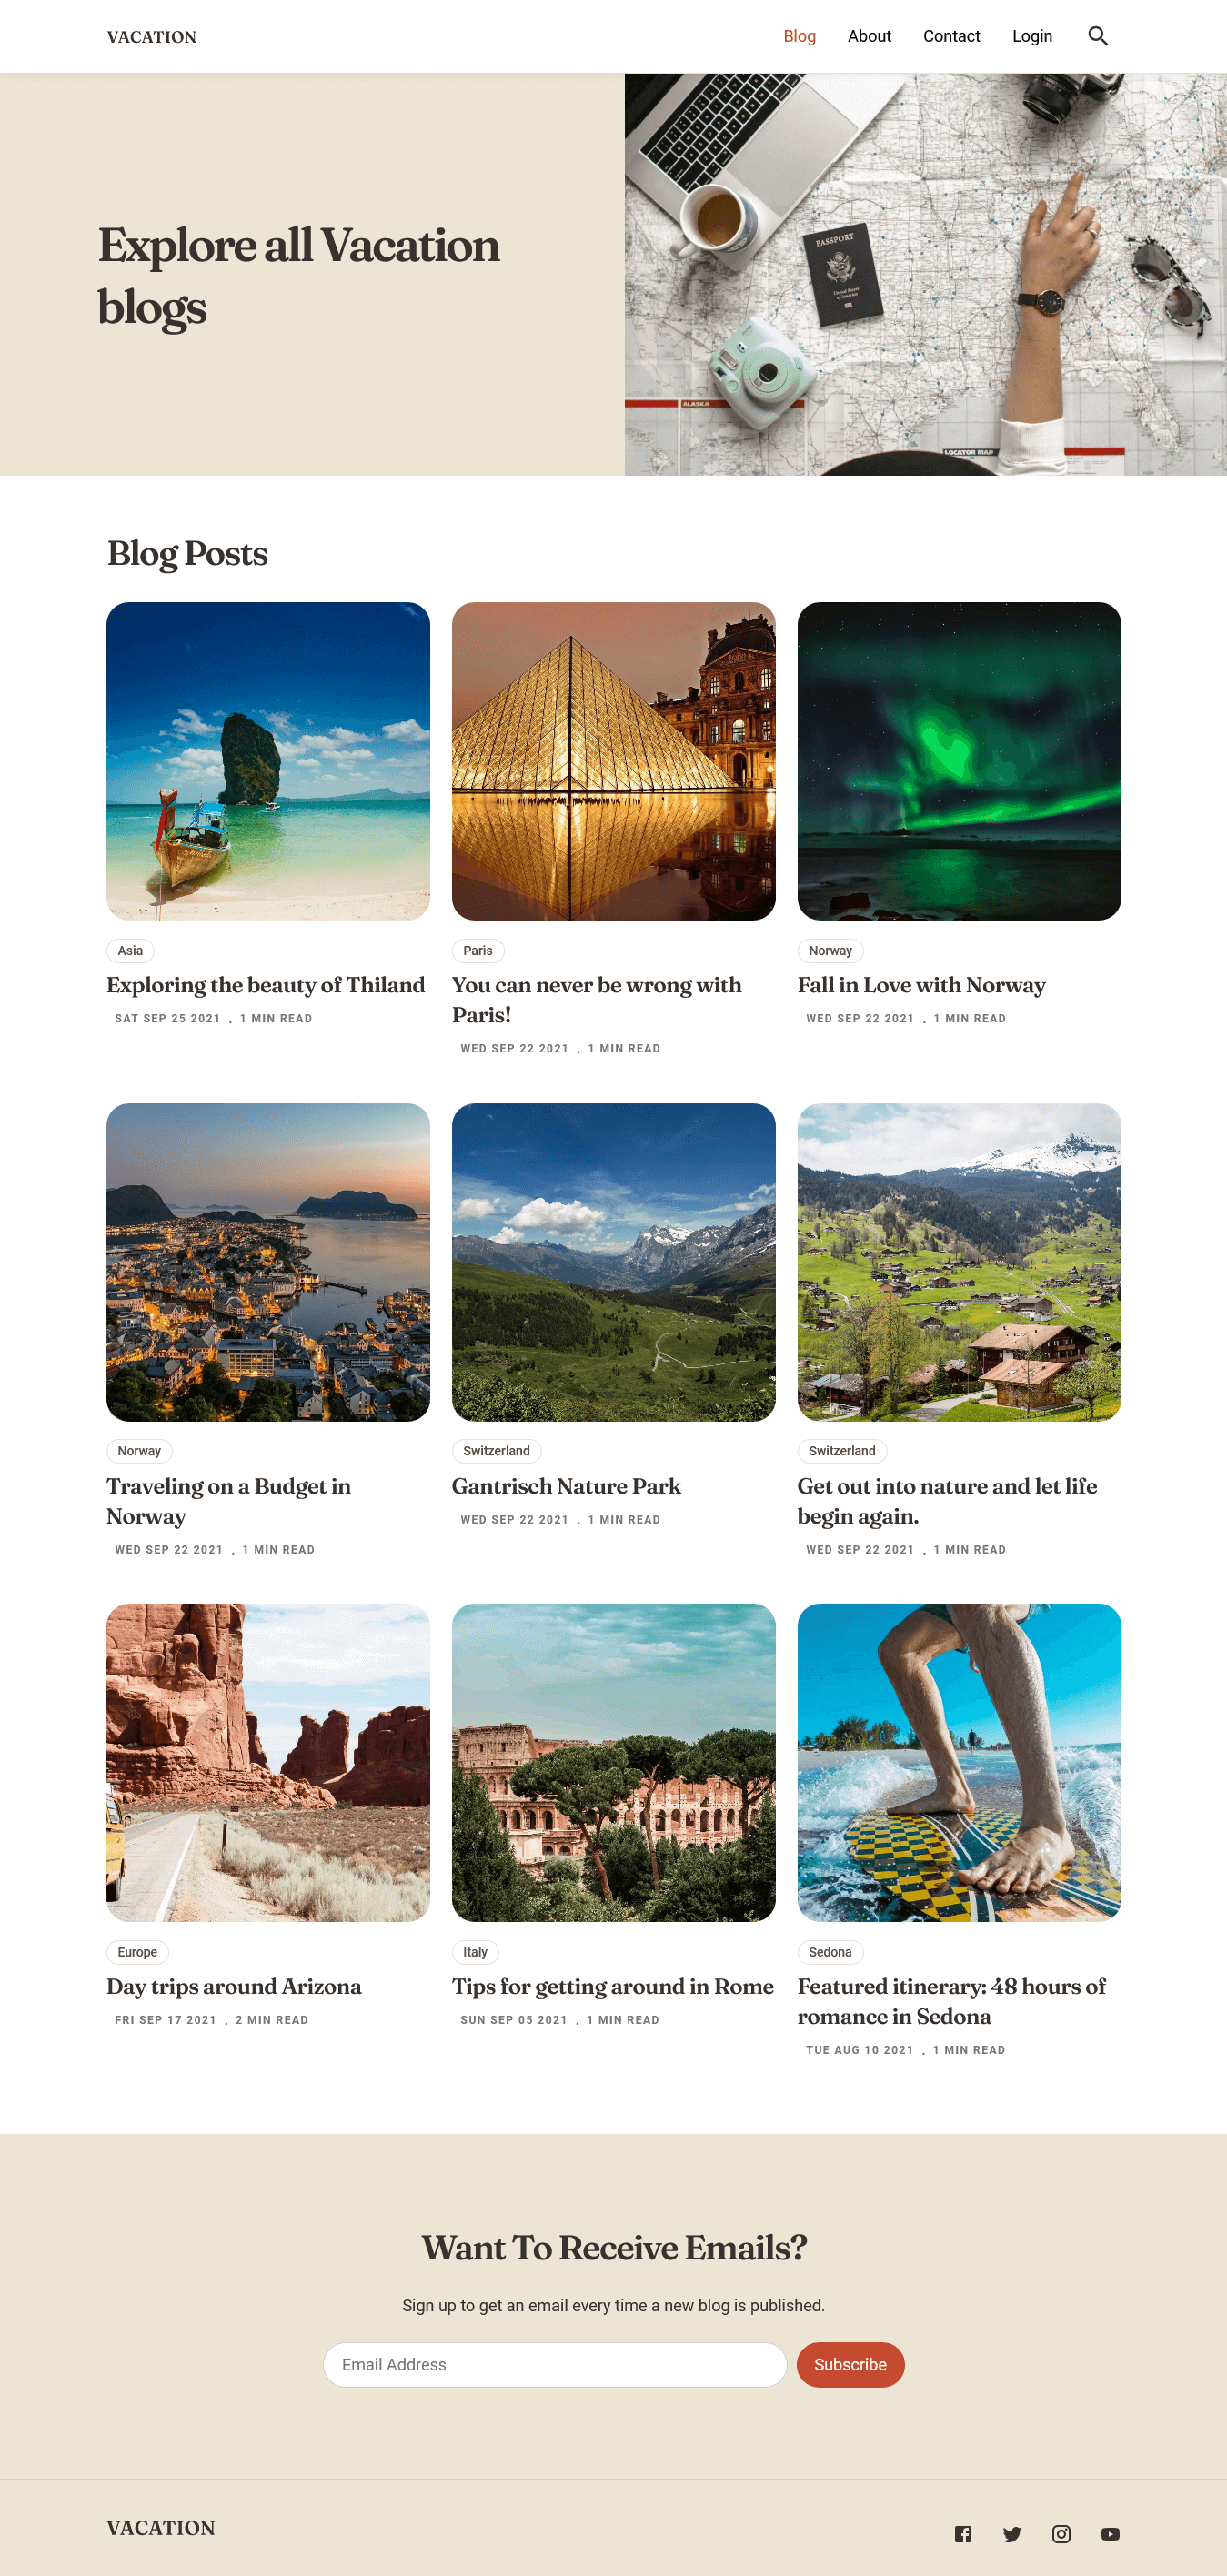 VACATION
Blog About Contact Login
Explore all Vacation
blogs
PASSPORT
United States
of America
ALASKA
LOCATOR MAP
Blog Posts
Asia
Exploring the beauty of Thiland
SAT SEP 25 2021 . 1 MIN READ
Paris
You can never be wrong with
Paris!
WED SEP 22 2021 . 1 MIN READ
Norway
Fall in Love with Norway
WED SEP 22 2021 . 1 MIN READ
Norway
Traveling on a Budget in
Norway
WED SEP 22 2021 . 1 MIN READ
Switzerland
Gantrisch Nature Park
WED SEP 22 2021 . 1 MIN READ
Switzerland
Get out into nature and let life
begin again.
WED SEP 22 2021 . 1 MIN READ
Europe
Day trips around Arizona
FRI SEP 17 2021 . 2 MIN READ
Italy
Tips for getting around in Rome
SUN SEP 05 2021 . 1 MIN READ
Sedona
Featured itinerary: 48 hours of
romance in Sedona
TUE AUG 10 2021 . 1 MIN READ
Want To Receive Emails?
Sign up to get an email every time a new blog is published.
Email Address
Subscribe
VACATION